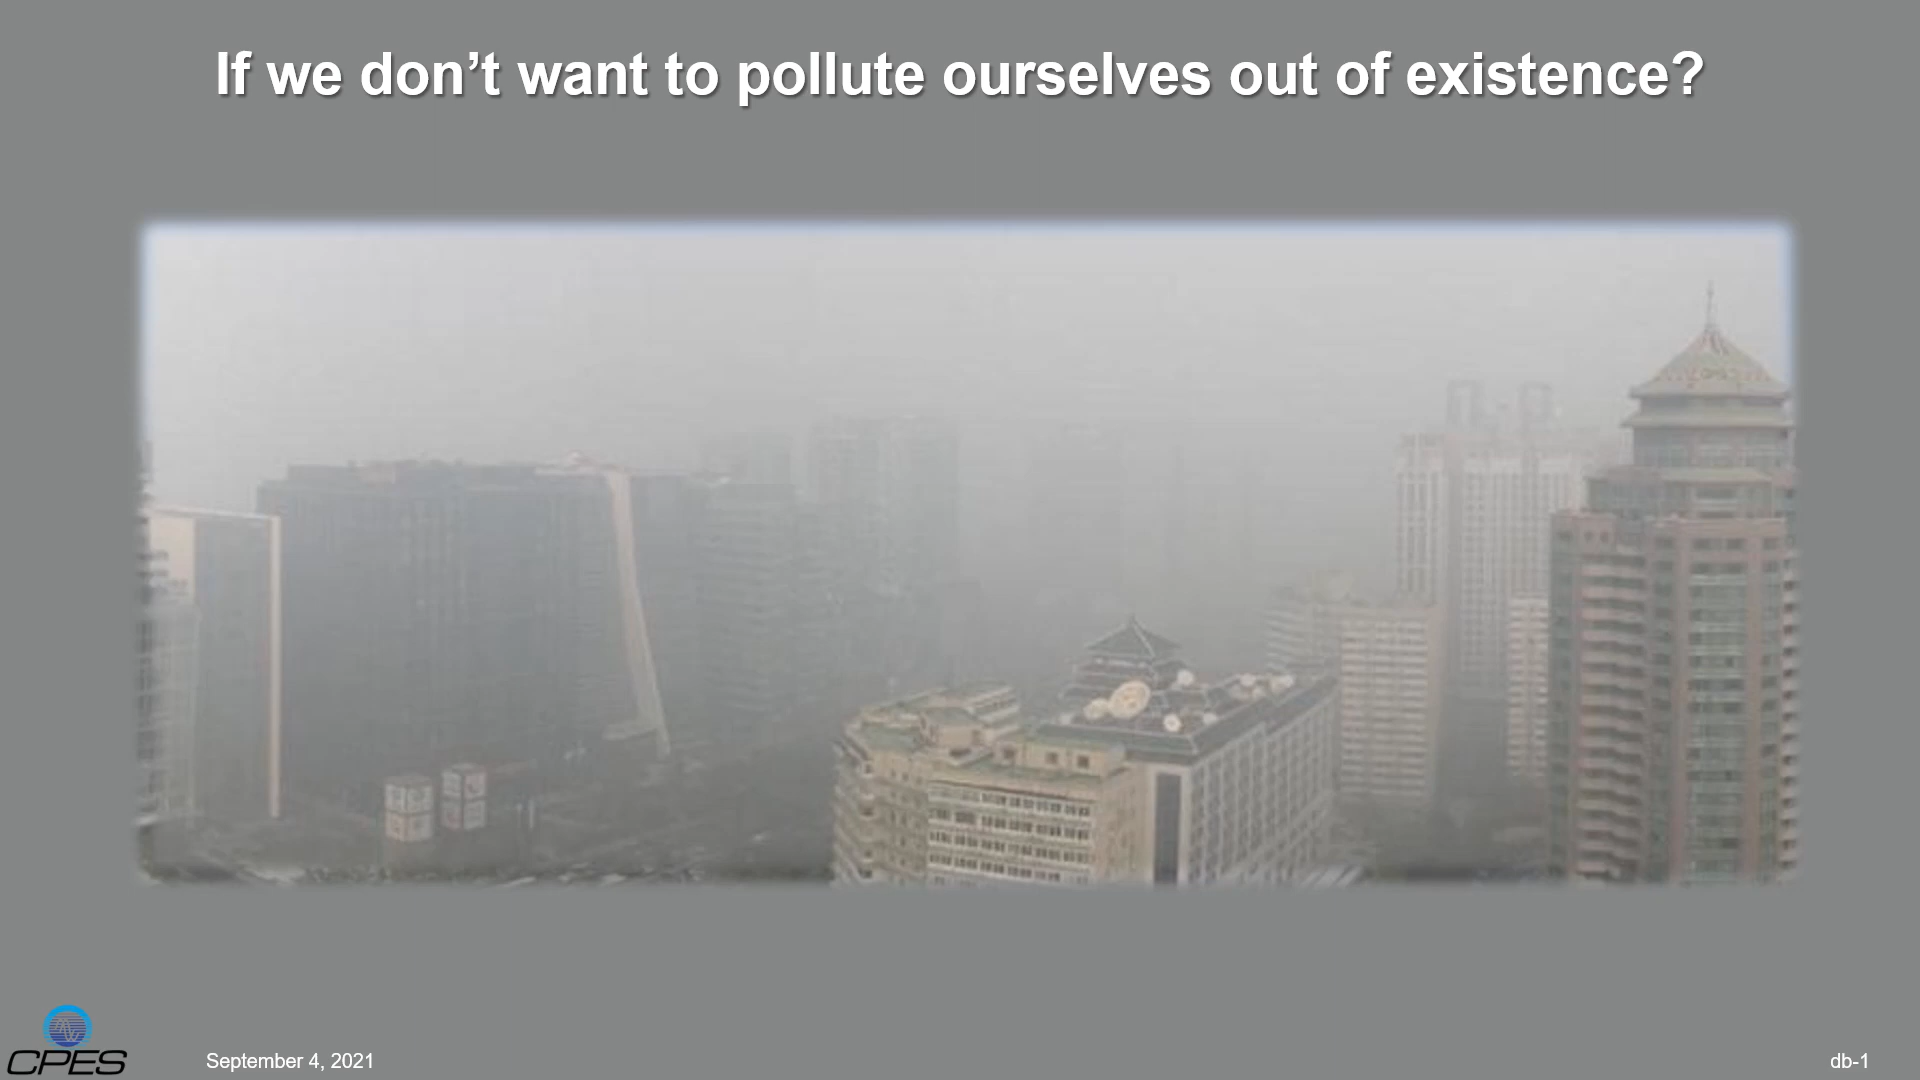 If we don’t want to pollute ourselves out of existence?
CPES
September 4, 2021
db-1